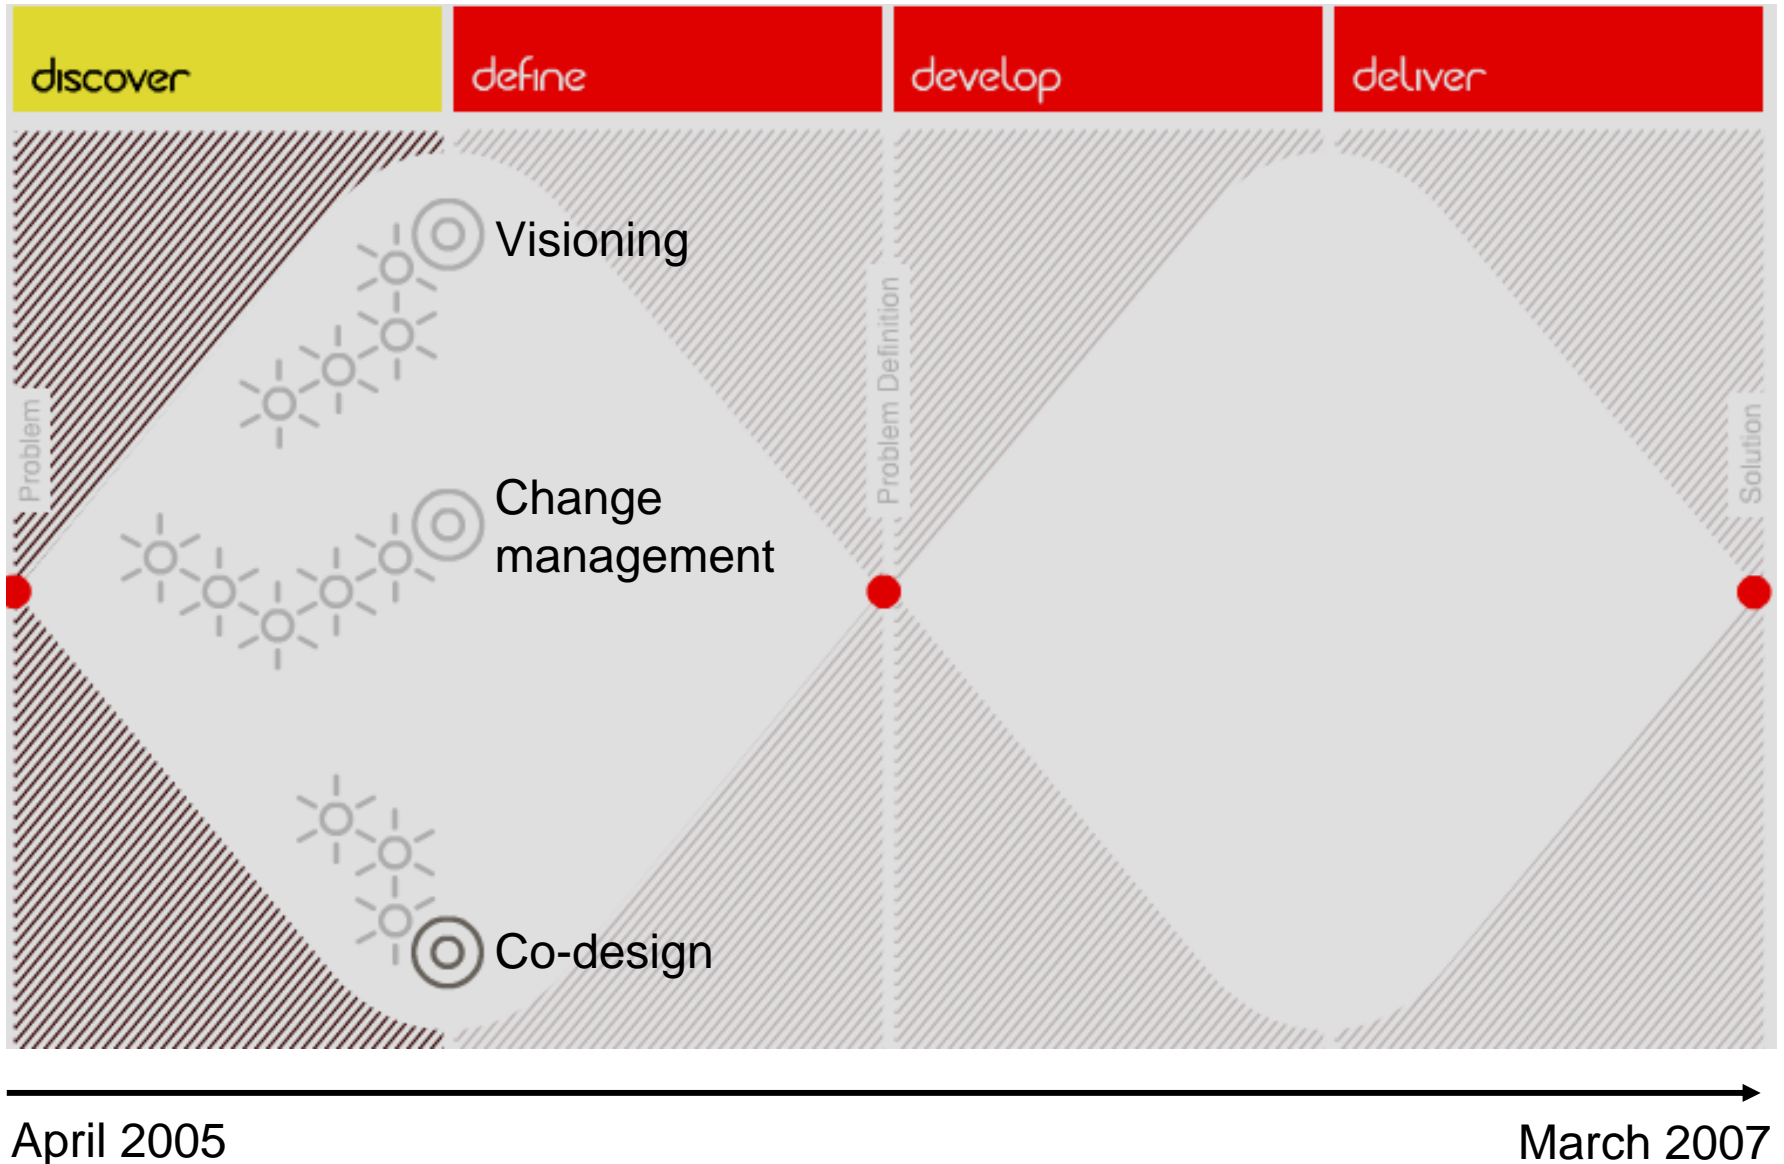 discover
define
develop
deliver
Visioning
Problem
Change
management
Problem Definition
Solution
Co-design
April 2005
March 2007